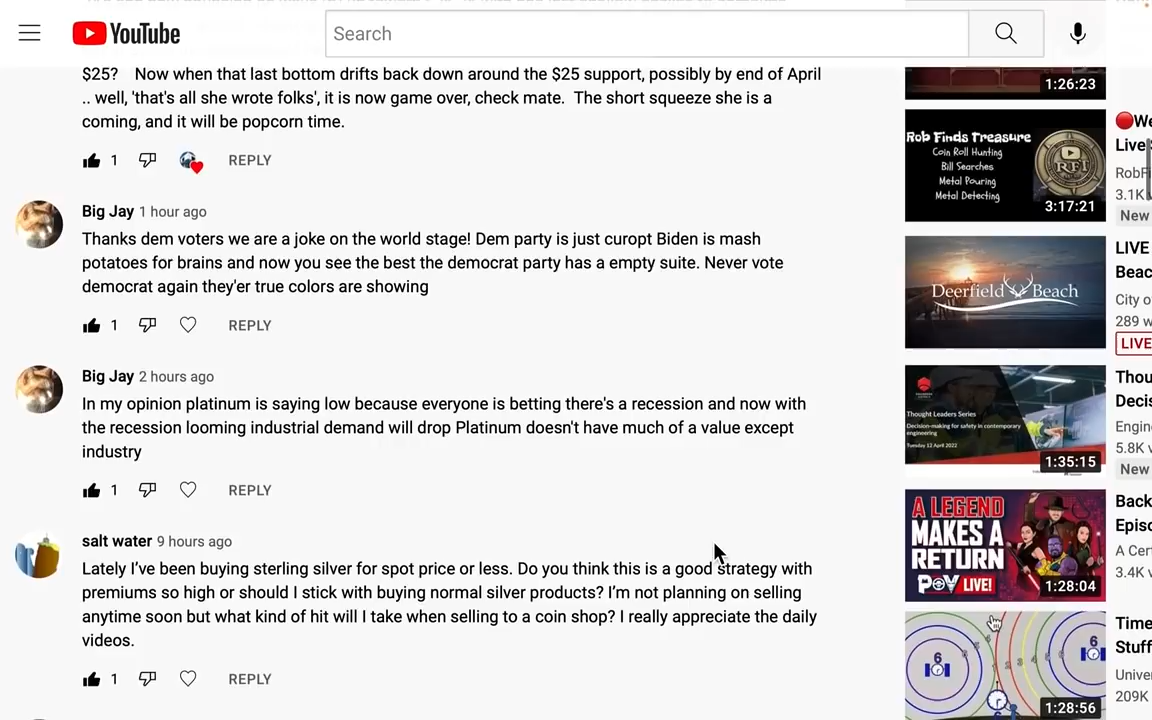 YouTube
Search
$25? Now when that last bottom drifts back down around the $25 support, possibly by end of April
.. well, 'that's all she wrote folks', it is now game over, check mate. The short squeeze she is a
coming, and it will be popcorn time.
1 REPLY
Big Jay 1 hour ago
Thanks dem voters we are a joke on the world stage! Dem party is just curopt Biden is mash
potatoes for brains and now you see the best the democrat party has a empty suite. Never vote
democrat again they'er true colors are showing
1 REPLY
Big Jay 2 hours ago
In my opinion platinum is saying low because everyone is betting there's a recession and now with
the recession looming industrial demand will drop Platinum doesn't have much of a value except
industry
1 REPLY
salt water 9 hours ago
Lately I've been buying sterling silver for spot price or less. Do you think this is a good strategy with
premiums so high or should I stick with buying normal silver products? I'm not planning on selling
anytime soon but what kind of hit will I take when selling to a coin shop? I really appreciate the daily
videos.
1 REPLY
1:26:23
Rob Finds Treasure
Coin Roll Hunting
Bill Searches
Metal Pouring
Metal Detecting
RFT
3:17:21
We
Live
RobFi
3.1K
New
Deerfield Beach
LIVE
Beac
City o
289 w
LIVE
Thought Leaders Series
Decision-making for safety in contemporary
engineering
Tuesday 12 April 2022
1:35:15
Thou
Decis
Engin
5.8K v
New
A LEGEND
MAKES A
RETURN
POV LIVE!
1:28:04
Back
Episo
A Cer
3.4K v
6
6
1:28:56
Time
Stuff
Univer
209K